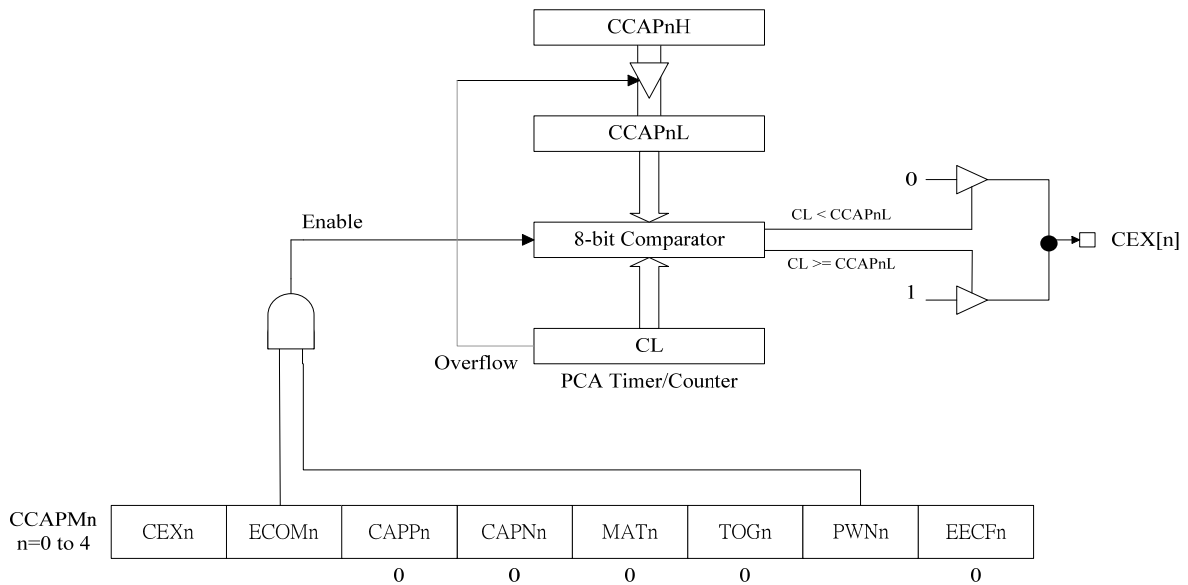 CCAPnH
CCAPnL
0
Enable
CL < CCAPnL
8-bit Comparator
CEX[n]
CL >= CCAPnL
1
CL
Overflow
PCA Timer/Counter
CCAPMn
n=0 to 4
CEXn ECOMn CAPPn CAPNn MATn TOGn PWNn EECFn
0 0 0 0 0